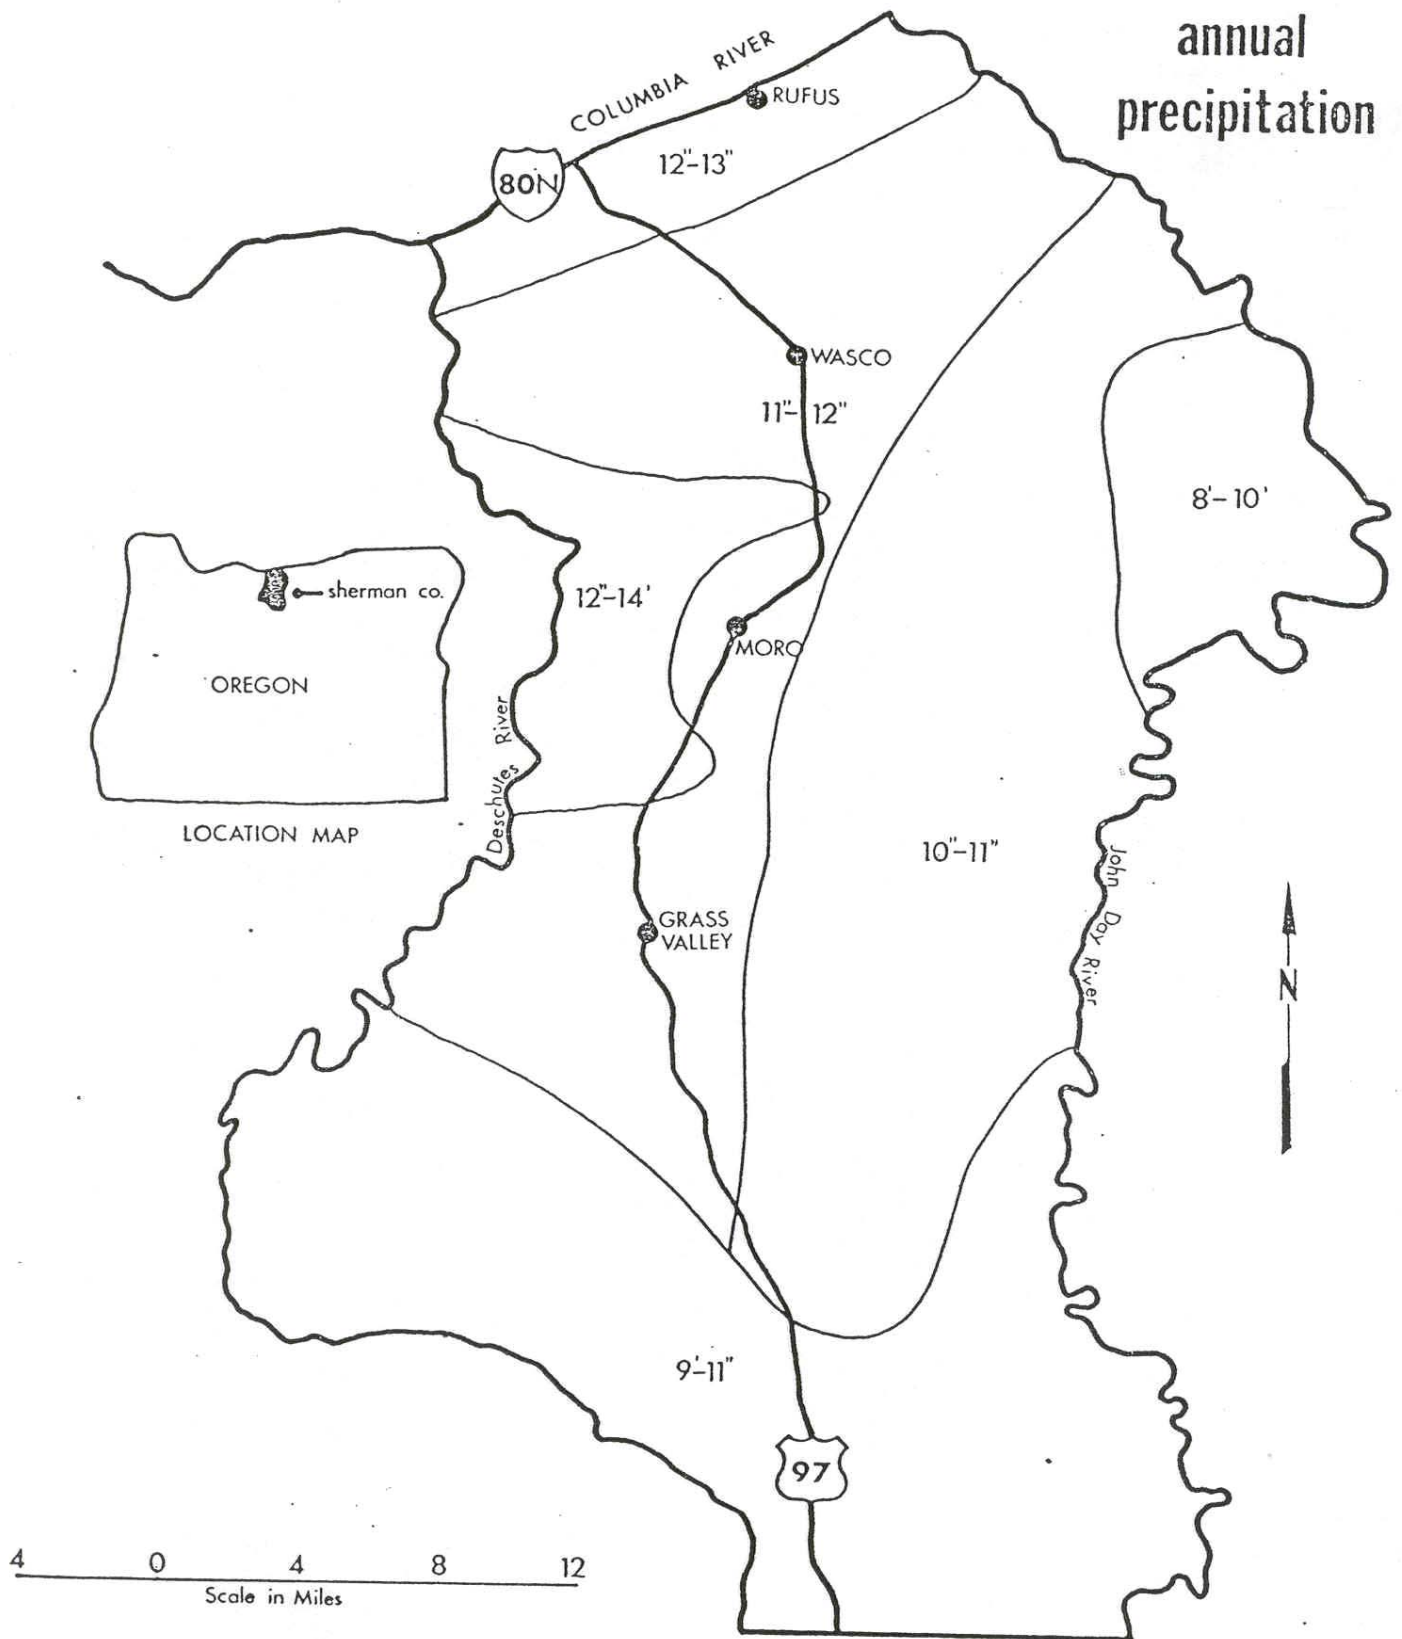 annual
precipitation
COLUMBIA RIVER
RUFUS
12"-13"
80N
WASCO
11"-12"
8'-10'
sherman co.
12"-14'
MORO
OREGON
Deschutes River
LOCATION MAP
10"-11"
John Day River
GRASS
VALLEY
N
9'-11"
97
4 0 4 8 12
Scale in Miles